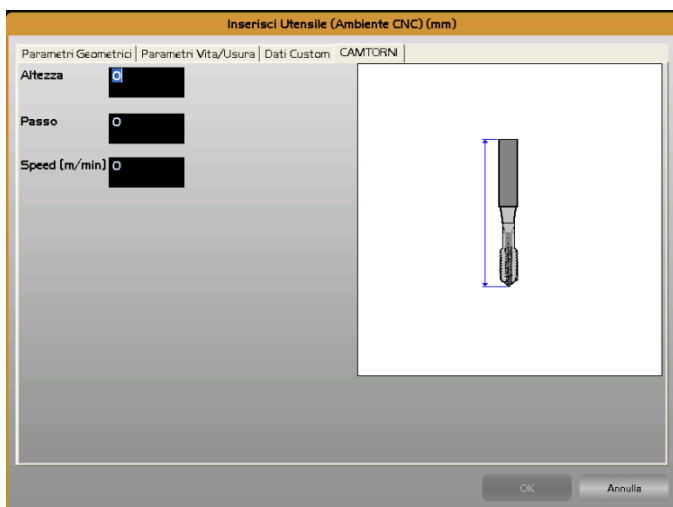 Inserisci Utensile (Ambiente CNC) (mm)
Parametri Geometrici Parametri Vita/Usura Dati Custom CAMTORNI
Altezza 0
Passo 0
Speed (m/min) 0
OK Annulla